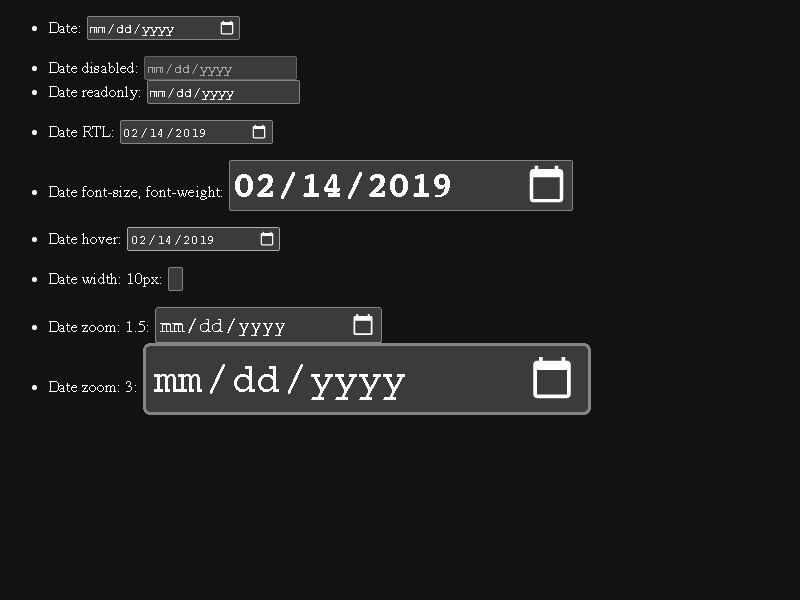 Date: mm/dd/yyyy
Date disabled: mm/dd/yyyy
Date readonly: mm/dd/yyyy
Date RTL: 02/14/2019
Date font-size, font-weight: 02/14/2019
Date hover: 02/14/2019
Date width: 10px:
Date zoom: 1.5: mm/dd/yyyy
Date zoom: 3: mm/dd/yyyy